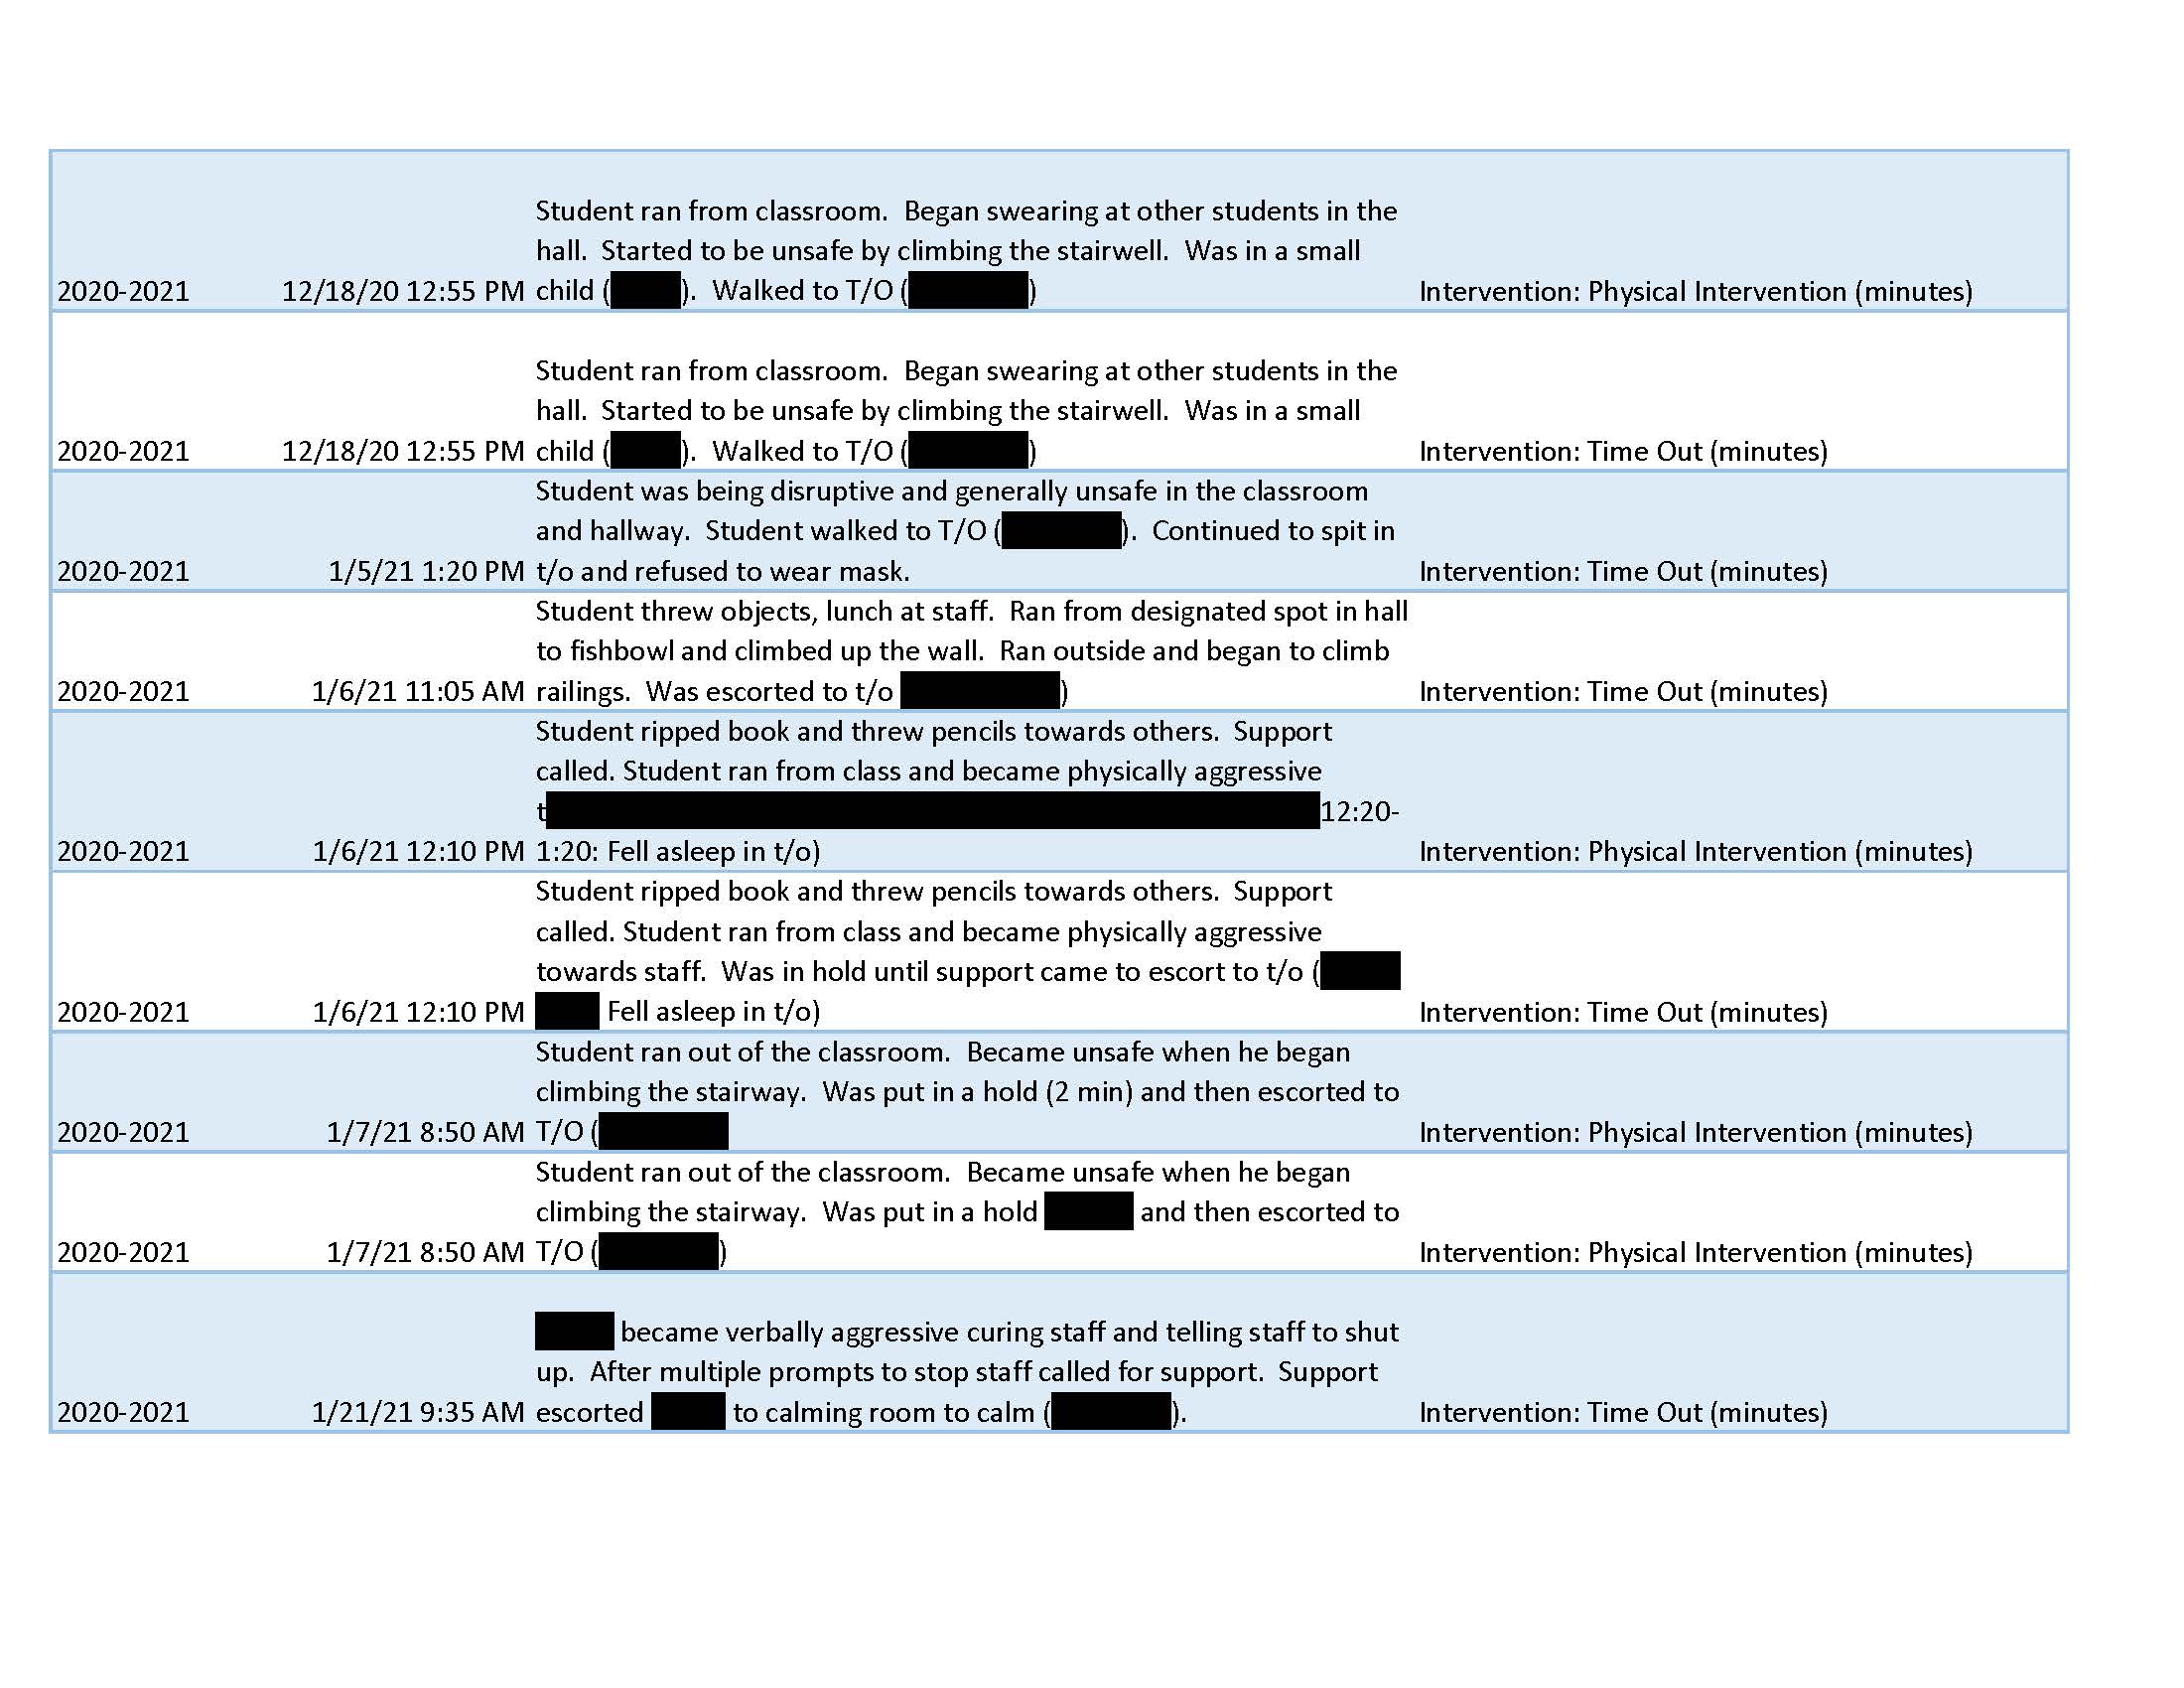 Student ran from classroom.  Began swearing at other students in the
hall.  Started to be unsafe by climbing the stairwell.  Was in a small
2020-2021 12/18/20 12:55 PM child ( ).  Walked to T/O ( ) Intervention: Physical Intervention (minutes)
Student ran from classroom.  Began swearing at other students in the
hall.  Started to be unsafe by climbing the stairwell.  Was in a small
2020-2021 12/18/20 12:55 PM child ( ).  Walked to T/O ( ) Intervention: Time Out (minutes)
Student was being disruptive and generally unsafe in the classroom
and hallway.  Student walked to T/O ( ).  Continued to spit in
2020-2021 1/5/21 1:20 PM t/o and refused to wear mask. Intervention: Time Out (minutes)
Student threw objects, lunch at staff.  Ran from designated spot in hall
to fishbowl and climbed up the wall.  Ran outside and began to climb
2020-2021 1/6/21 11:05 AM railings.  Was escorted to t/o ) Intervention: Time Out (minutes)
Student ripped book and threw pencils towards others.  Support
called. Student ran from class and became physically aggressive
t 12:20-
2020-2021 1/6/21 12:10 PM 1:20: Fell asleep in t/o) Intervention: Physical Intervention (minutes)
Student ripped book and threw pencils towards others.  Support
called. Student ran from class and became physically aggressive
towards staff.  Was in hold until support came to escort to t/o (
2020-2021 1/6/21 12:10 PM Fell asleep in t/o) Intervention: Time Out (minutes)
Student ran out of the classroom.  Became unsafe when he began
climbing the stairway.  Was put in a hold (2 min) and then escorted to
2020-2021 1/7/21 8:50 AM T/O ( Intervention: Physical Intervention (minutes)
Student ran out of the classroom.  Became unsafe when he began
climbing the stairway.  Was put in a hold and then escorted to
2020-2021 1/7/21 8:50 AM T/O ( ) Intervention: Physical Intervention (minutes)
became verbally aggressive curing staff and telling staff to shut
up.  After multiple prompts to stop staff called for support.  Support
2020-2021 1/21/21 9:35 AM escorted to calming room to calm ( ). Intervention: Time Out (minutes)